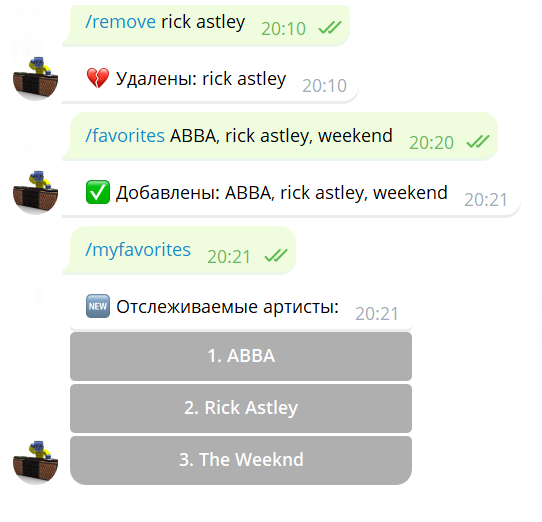 /remove rick astley 20:10
💔 Удалены: rick astley 20:10
/favorites ABBA, rick astley, weekend 20:20
✅ Добавлены: ABBA, rick astley, weekend 20:21
/myfavorites 20:21
🆕 Отслеживаемые артисты: 20:21
1. ABBA
2. Rick Astley
3. The Weeknd